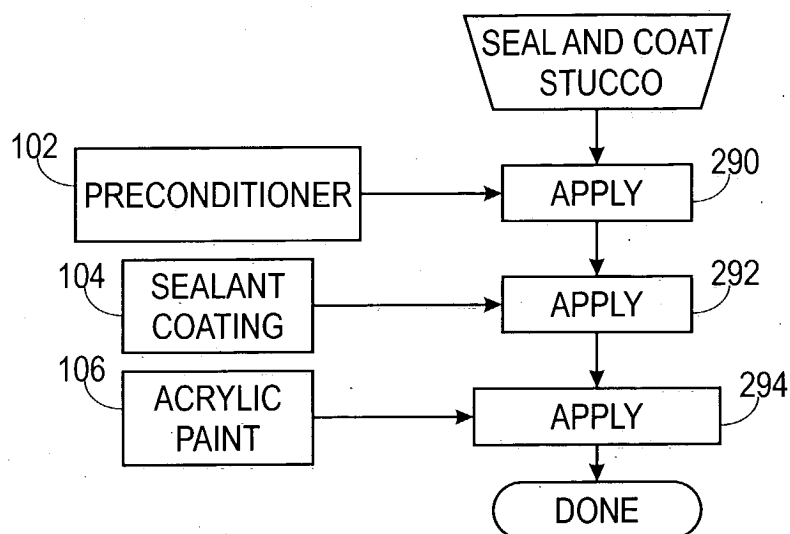 SEAL AND COAT
STUCCO
102
PRECONDITIONER
APPLY
290
104
SEALANT
COATING
APPLY
292
106
ACRYLIC
PAINT
APPLY
294
DONE